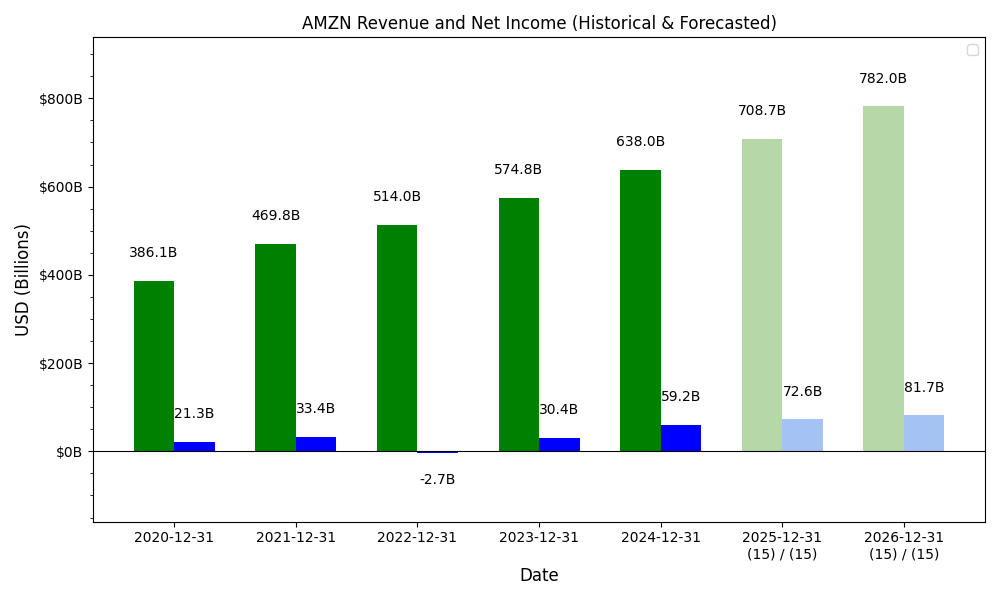 AMZN Revenue and Net Income (Historical & Forecasted)
782.0B
$800B
708.7B
638.0B
574.8B
$600B
514.0B
469.8B
386.1B
$400B
USD (Billions)
$200B
81.7B
72.6B
59.2B
33.4B
30.4B
21.3B
$0B
-2.7B
2020-12-31
2021-12-31
2022-12-31
2023-12-31
2024-12-31
2025-12-31
(15) / (15)
2026-12-31
(15) / (15)
Date